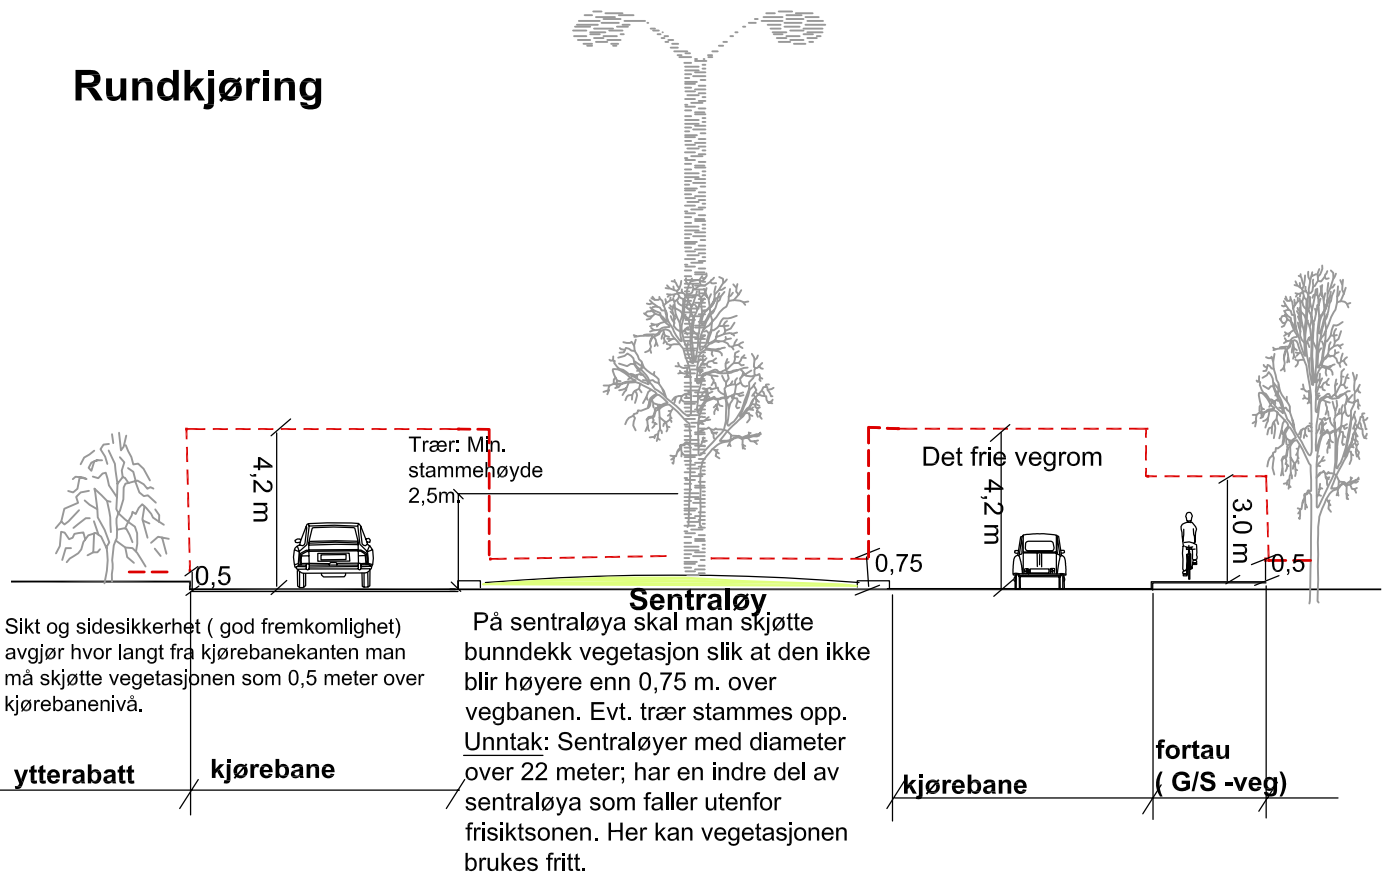 Rundkjøring
Trær: Min.
stammehøyde
2,5m.
4,2 m
Det frie vegrom
4,2 m
3.0 m
0,5
0,75
0,5
Sentraløy
Sikt og sidesikkerhet ( god fremkomlighet)
avgjør hvor langt fra kjørebanekanten man
må skjøtte vegetasjonen som 0,5 meter over
kjørebanenivå.
På sentraløya skal man skjøtte
bunndekk vegetasjon slik at den ikke
blir høyere enn 0,75 m. over
vegbanen. Evt. trær stammes opp.
Unntak: Sentraløyer med diameter
over 22 meter; har en indre del av
sentraløya som faller utenfor
frisiktsonen. Her kan vegetasjonen
brukes fritt.
ytterabatt
kjørebane
kjørebane
fortau
( G/S -veg)